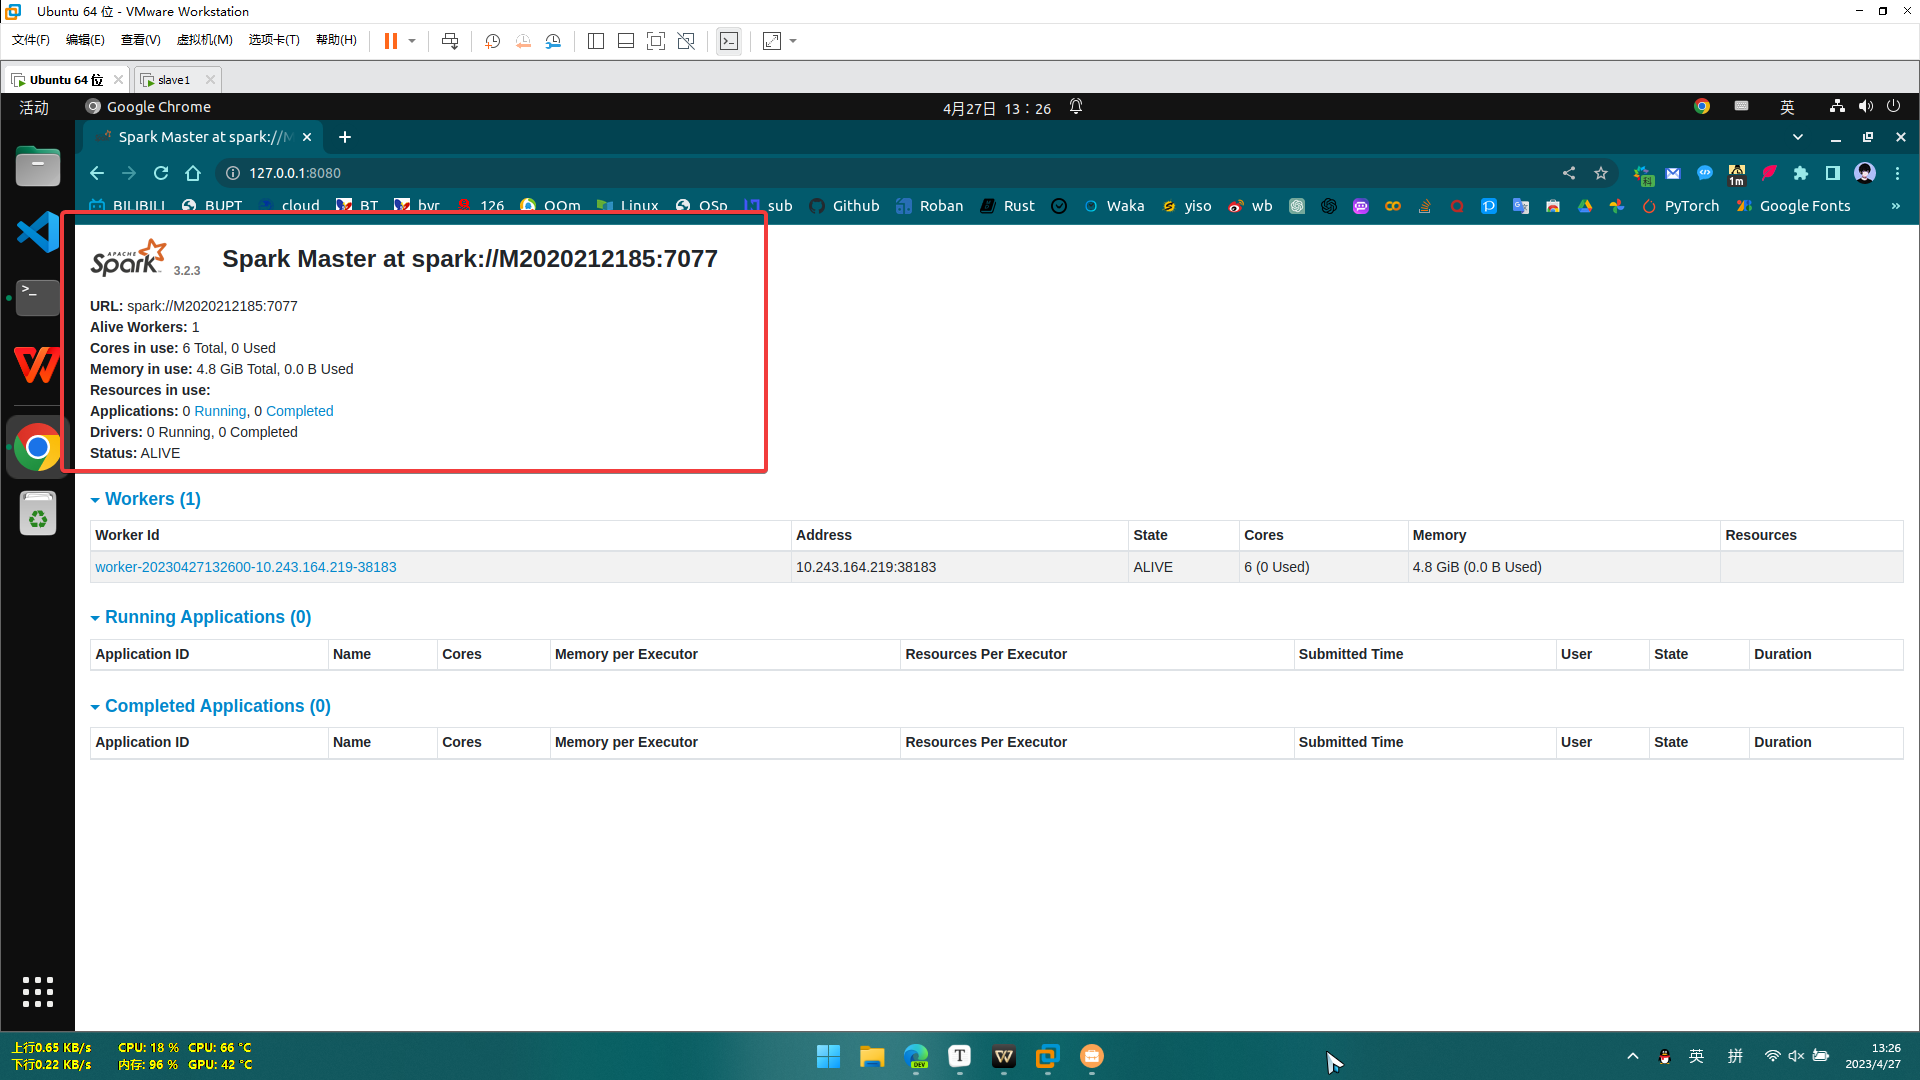 Ubuntu 64 位 - VMware Workstation
文件(F) 编辑(E) 查看(V) 虚拟机(M) 选项卡(T) 帮助(H)
Ubuntu 64 位 slave1
活动 Google Chrome 4月27日 13：26 英
Spark Master at spark://M
127.0.0.1:8080 1m
BILIBILI BUPT cloud BT byr 126 OOm Linux OSp sub Github Roban Rust Waka yiso wb PyTorch Google Fonts »
APACHE Spark 3.2.3 Spark Master at spark://M2020212185:7077
URL: spark://M2020212185:7077
Alive Workers: 1
Cores in use: 6 Total, 0 Used
Memory in use: 4.8 GiB Total, 0.0 B Used
Resources in use:
Applications: 0 Running, 0 Completed
Drivers: 0 Running, 0 Completed
Status: ALIVE
Workers (1)
Worker Id Address State Cores Memory Resources
worker-20230427132600-10.243.164.219-38183 10.243.164.219:38183 ALIVE 6 (0 Used) 4.8 GiB (0.0 B Used)
Running Applications (0)
Application ID Name Cores Memory per Executor Resources Per Executor Submitted Time User State Duration
Completed Applications (0)
Application ID Name Cores Memory per Executor Resources Per Executor Submitted Time User State Duration
上行0.65 KB/s CPU: 18 % CPU: 66 °C
下行0.22 KB/s 内存: 96 % GPU: 42 °C
英 拼 13:26
2023/4/27